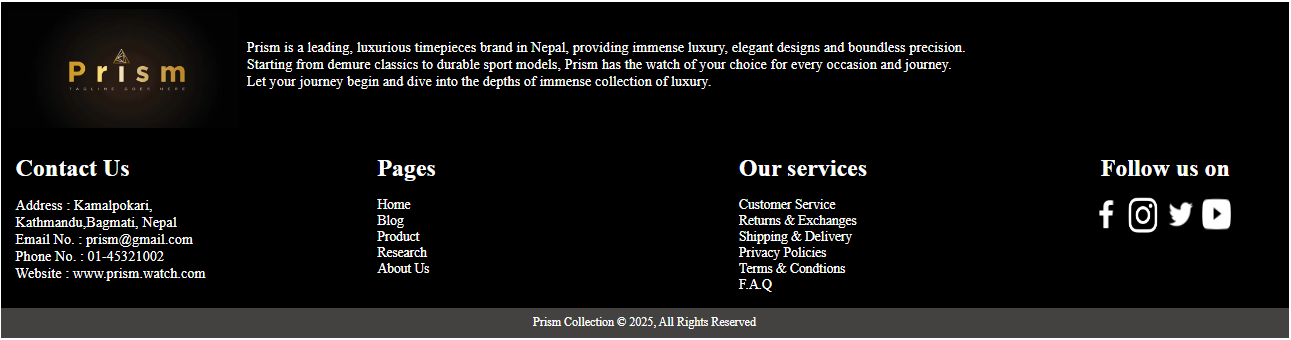 Prism
TAGLINE GOES HERE
Prism is a leading, luxurious timepieces brand in Nepal, providing immense luxury, elegant designs and boundless precision.
Starting from demure classics to durable sport models, Prism has the watch of your choice for every occasion and journey.
Let your journey begin and dive into the depths of immense collection of luxury.
Contact Us
Address : Kamalpokari,
Kathmandu,Bagmati, Nepal
Email No. : prism@gmail.com
Phone No. : 01-45321002
Website : www.prism.watch.com
Pages
Home
Blog
Product
Research
About Us
Our services
Customer Service
Returns & Exchanges
Shipping & Delivery
Privacy Policies
Terms & Condtions
F.A.Q
Follow us on
Prism Collection © 2025, All Rights Reserved